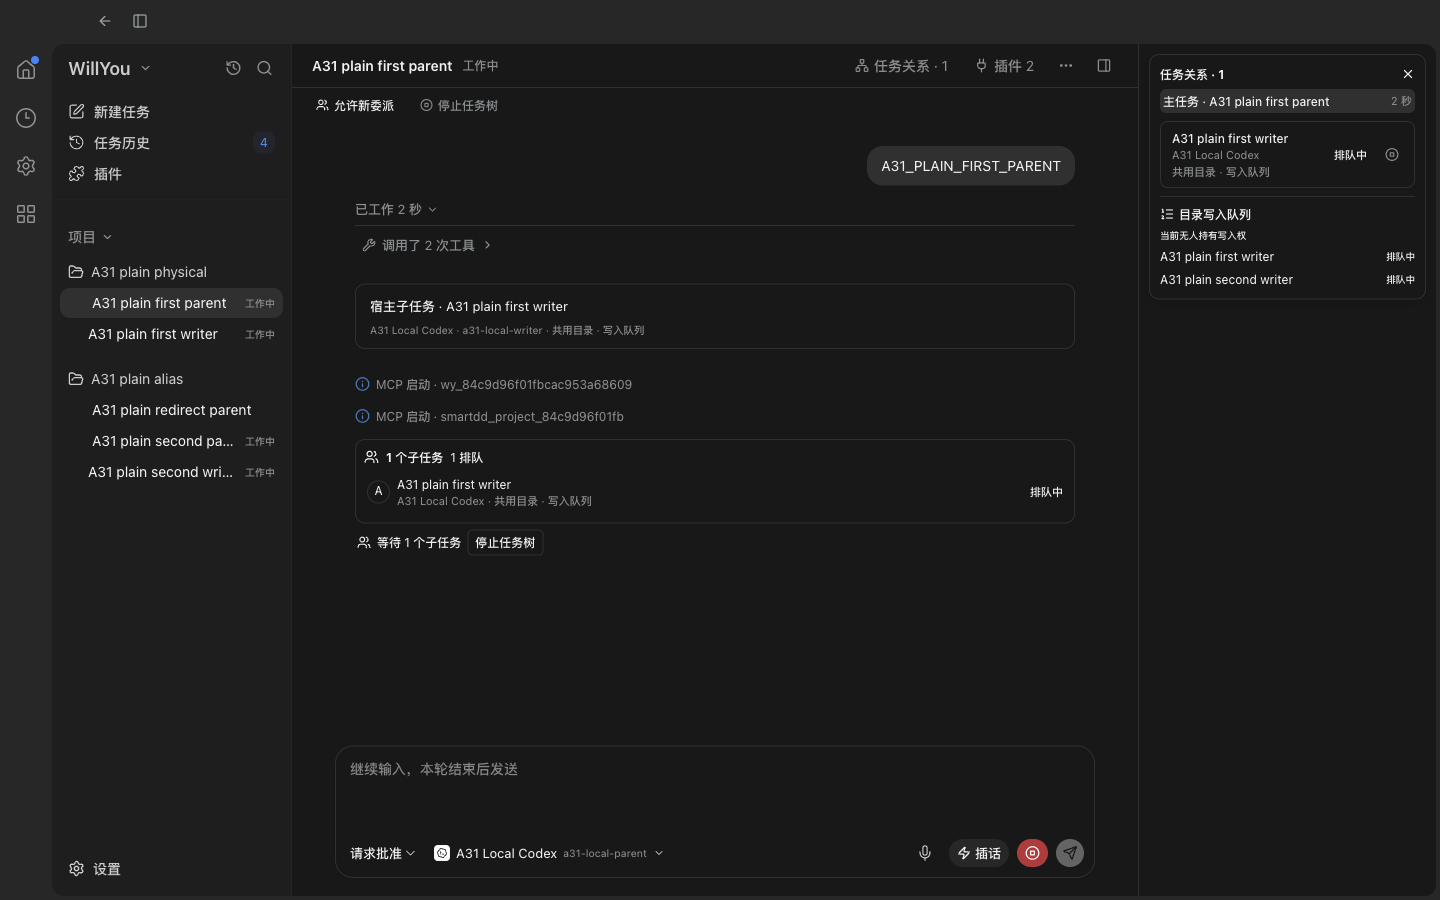 WillYou
新建任务
任务历史 4
插件
项目
A31 plain physical
A31 plain first parent 工作中
A31 plain first writer 工作中
A31 plain alias
A31 plain redirect parent
A31 plain second pa... 工作中
A31 plain second wri... 工作中
设置
A31 plain first parent 工作中
任务关系 · 1
插件 2
允许新委派
停止任务树
A31_PLAIN_FIRST_PARENT
已工作 2 秒
调用了 2 次工具
宿主子任务 · A31 plain first writer
A31 Local Codex · a31-local-writer · 共用目录 · 写入队列
MCP 启动 · wy_84c9d96f01fbcac953a68609
MCP 启动 · smartdd_project_84c9d96f01fb
1 个子任务 1 排队
A
A31 plain first writer
A31 Local Codex · 共用目录 · 写入队列
排队中
等待 1 个子任务 停止任务树
继续输入，本轮结束后发送
请求批准
A31 Local Codex a31-local-parent
插话
任务关系 · 1
主任务 · A31 plain first parent 2 秒
A31 plain first writer
A31 Local Codex
共用目录 · 写入队列
排队中
目录写入队列
当前无人持有写入权
A31 plain first writer 排队中
A31 plain second writer 排队中